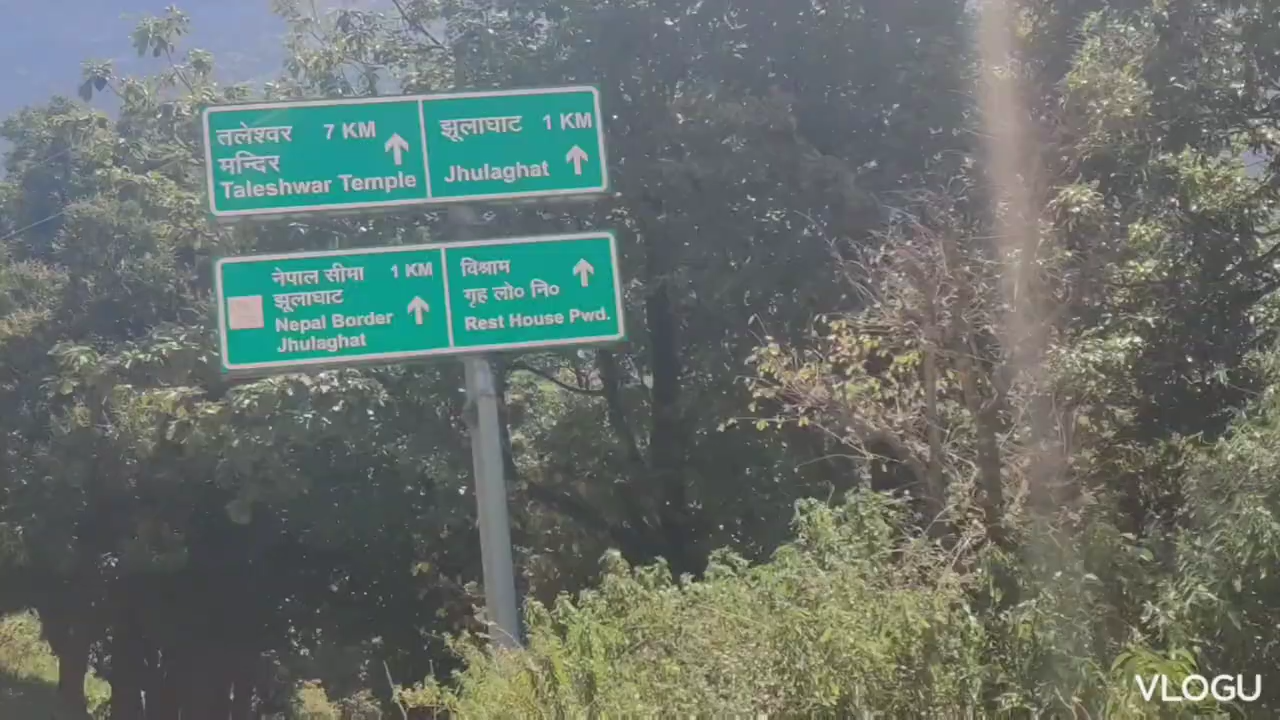 तलेश्वर 7 KM
मन्दिर
Taleshwar Temple
झूलाघाट 1 KM
Jhulaghat
नेपाल सीमा 1 KM
झूलाघाट
Nepal Border
Jhulaghat
विश्राम
गृह लो० नि०
Rest House Pwd.
VLOGU